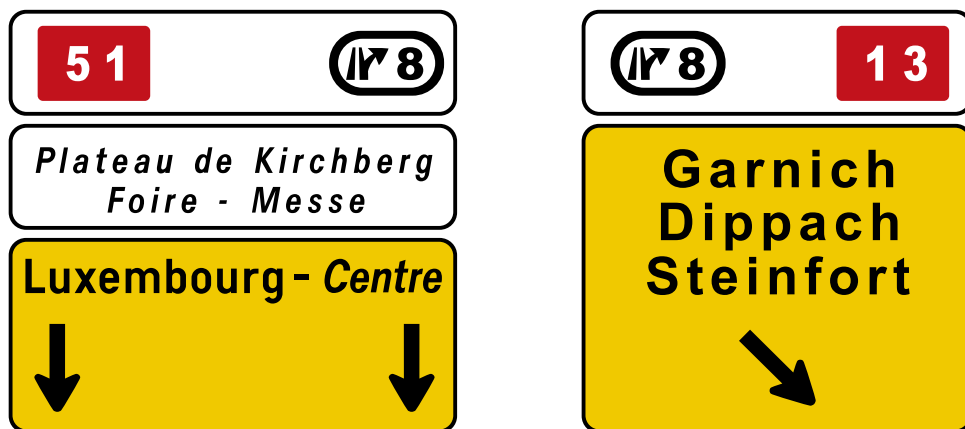 51 8
Plateau de Kirchberg
Foire - Messe
Luxembourg - Centre
8 13
Garnich
Dippach
Steinfort